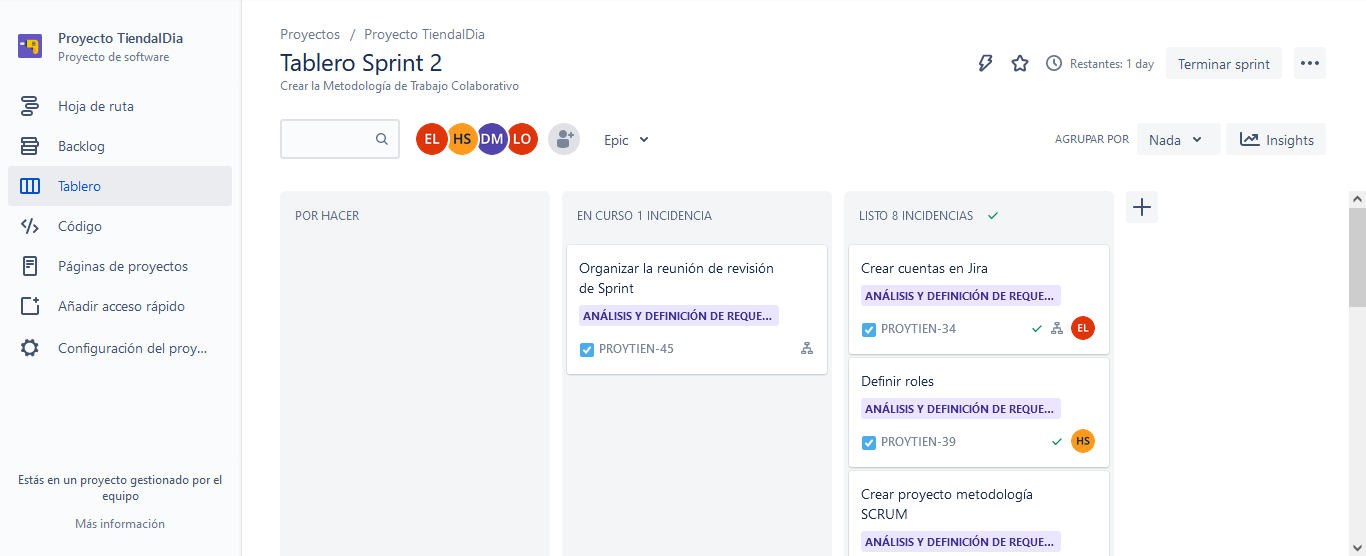 Proyecto TiendalDia
Proyecto de software
Hoja de ruta
Backlog
Tablero
Código
Páginas de proyectos
Añadir acceso rápido
Configuración del proy...
Estás en un proyecto gestionado por el
equipo
Más información
Proyectos / Proyecto TiendalDia
Tablero Sprint 2
Crear la Metodología de Trabajo Colaborativo
Restantes: 1 day
Terminar sprint
EL HS DM LO
Epic
AGRUPAR POR
Nada
Insights
POR HACER
EN CURSO 1 INCIDENCIA
Organizar la reunión de revisión
de Sprint
ANÁLISIS Y DEFINICIÓN DE REQUE...
PROYTIEN-45
LISTO 8 INCIDENCIAS
Crear cuentas en Jira
ANÁLISIS Y DEFINICIÓN DE REQUE...
PROYTIEN-34
EL
Definir roles
ANÁLISIS Y DEFINICIÓN DE REQUE...
PROYTIEN-39
HS
Crear proyecto metodología
SCRUM
ANÁLISIS Y DEFINICIÓN DE REQUE...